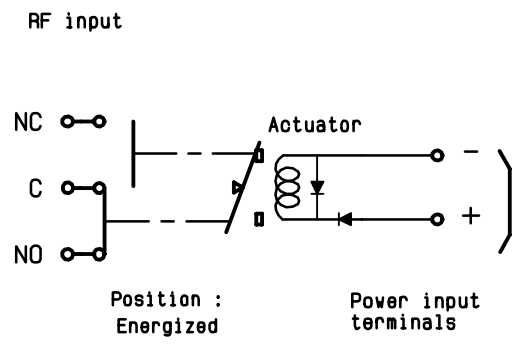 RF input
NC
Actuator
-
C
+
NO
Position :
Energized
Power input
terminals